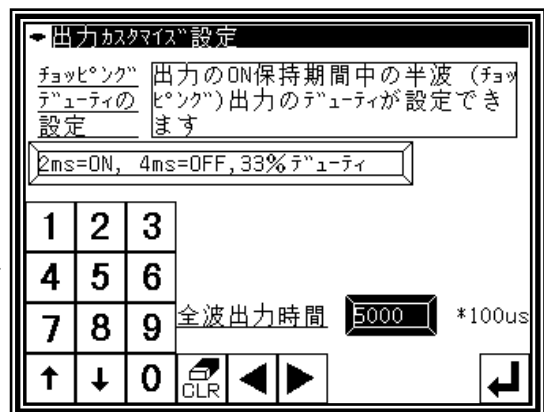 出力ｶｽﾀﾏｲｽﾞ設定
ﾁｮｯﾋﾟﾝｸﾞ
ﾃﾞｭｰﾃｨの
設定
出力のON保持期間中の半波（ﾁｮｯ
ﾋﾟﾝｸﾞ)出力のﾃﾞｭｰﾃｨが設定でき
ます
2ms=ON, 4ms=OFF,33%ﾃﾞｭｰﾃｨ
1 2 3
4 5 6
全波出力時間 5000 *100us
7 8 9
↑ ↓ 0 CLR ◀ ▶ ↵